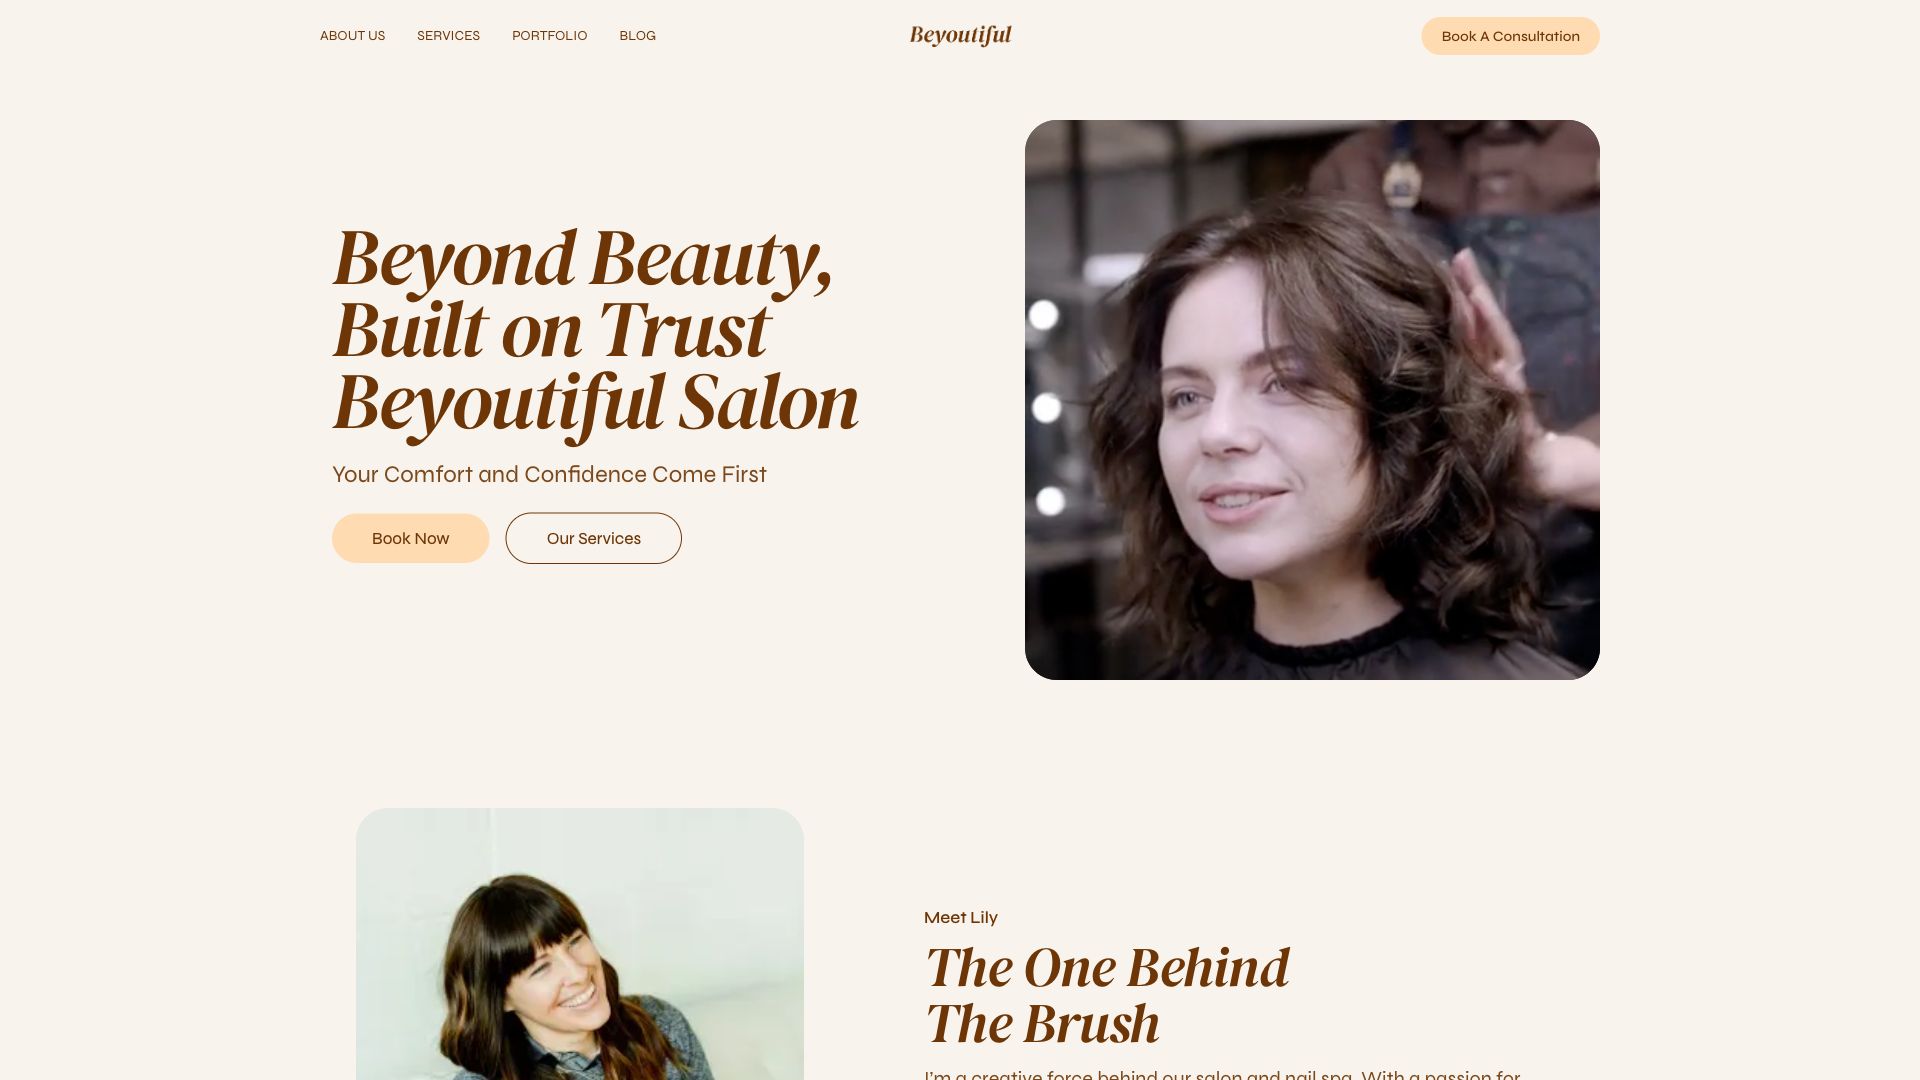 ABOUT US
SERVICES
PORTFOLIO
BLOG
Beyoutiful
Book A Consultation
Beyond Beauty,
Built on Trust
Beyoutiful Salon
Your Comfort and Confidence Come First
Book Now
Our Services
Meet Lily
The One Behind
The Brush
I'm a creative force behind our salon and nail spa. With a passion for